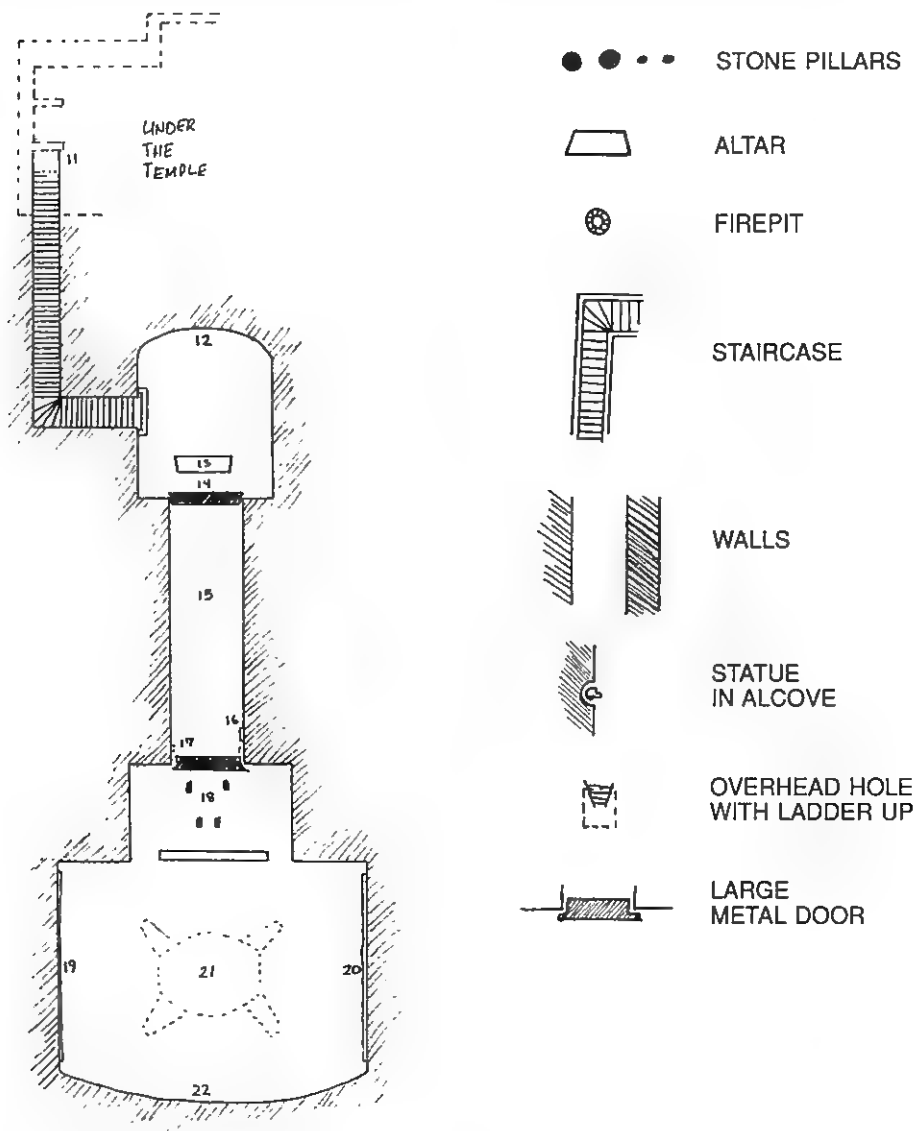 UNDER
THE
TEMPLE
11
12
13
14
15
16
17
18
19
20
21
22
STONE PILLARS
ALTAR
FIREPIT
STAIRCASE
WALLS
STATUE
IN ALCOVE
OVERHEAD HOLE
WITH LADDER UP
LARGE
METAL DOOR